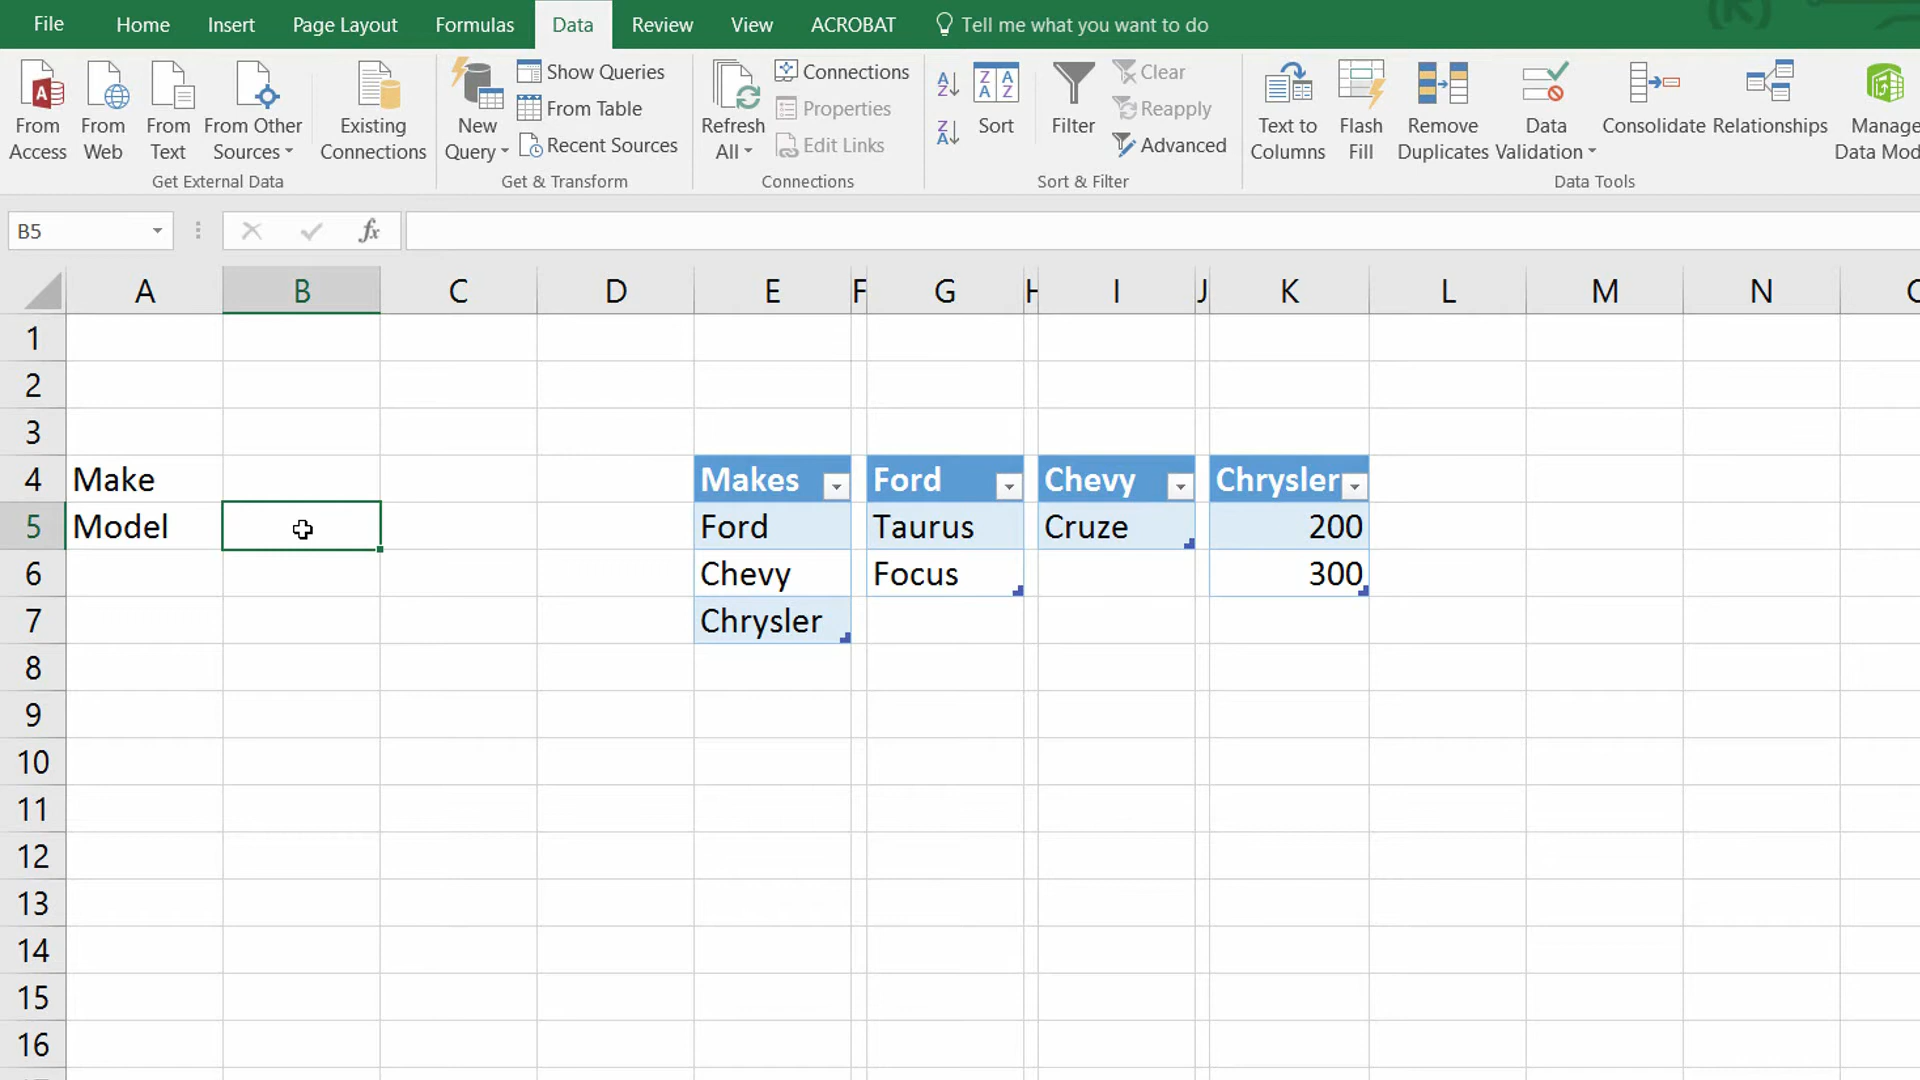 File Home Insert Page Layout Formulas Data Review View ACROBAT Tell me what you want to do
Show Queries Connections Clear
From Table Properties Reapply
Recent Sources Edit Links Advanced
From Access From Web From Text From Other Sources Existing Connections New Query Refresh All Sort Filter Text to Columns Flash Fill Remove Duplicates Data Validation Consolidate Relationships Manage
Get External Data Get & Transform Connections Sort & Filter Data Tools
B5 fx
A B C D E F G H I J K L M N
1
2
3
4 Make Makes Ford Chevy Chrysler
5 Model Ford Taurus Cruze 200
6 Chevy Focus 300
7 Chrysler
8
9
10
11
12
13
14
15
16